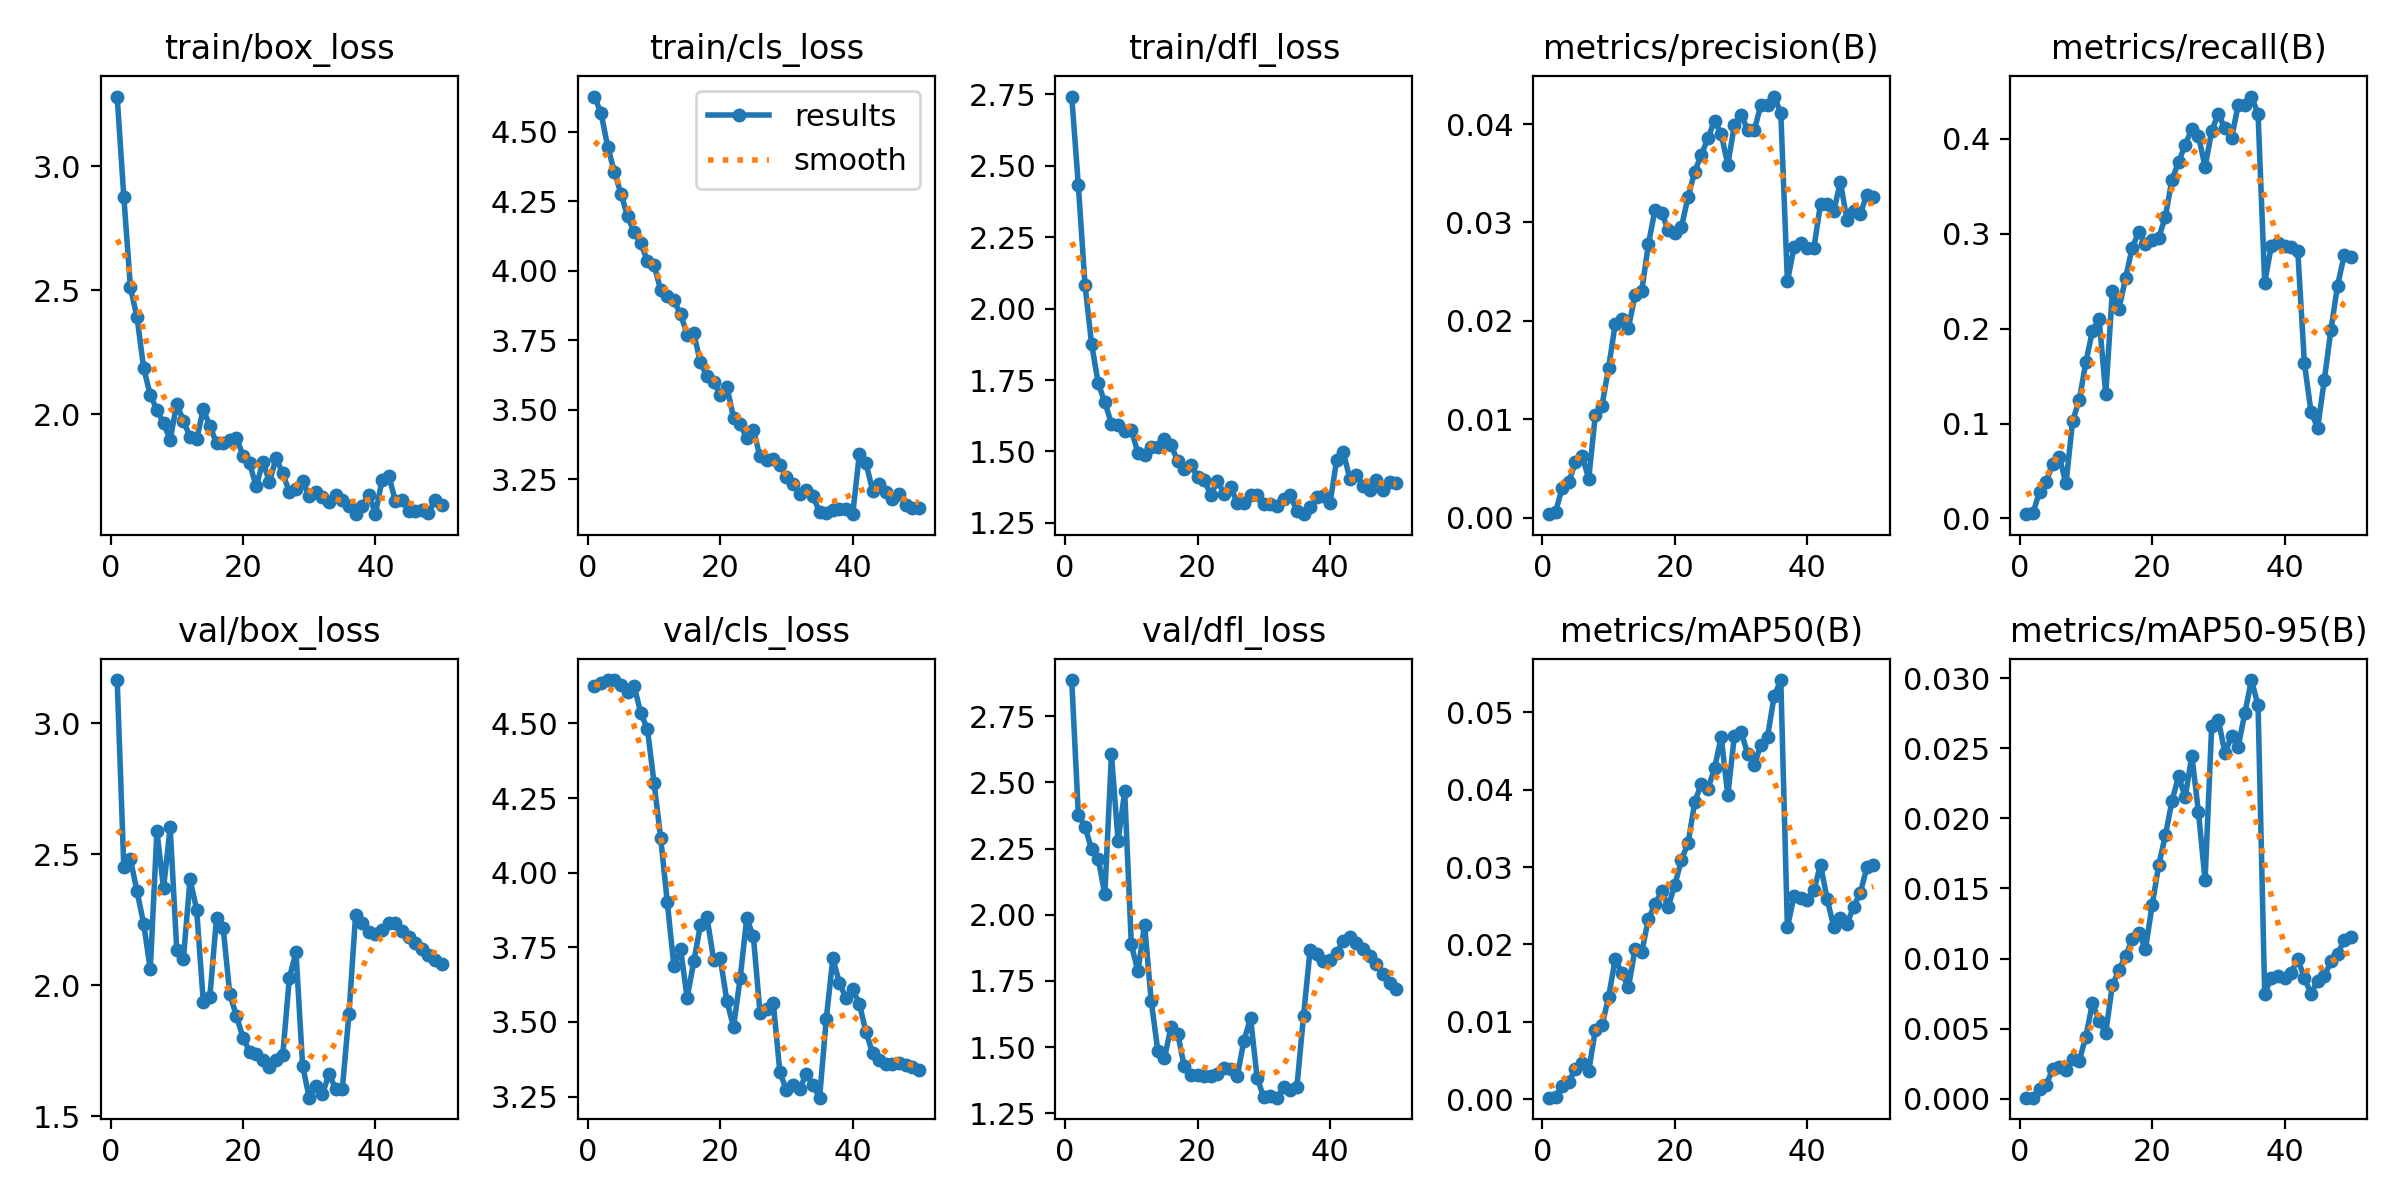 train/box_loss
3.0
2.5
2.0
0 20 40
train/cls_loss
results
smooth
4.50
4.25
4.00
3.75
3.50
3.25
0 20 40
train/dfl_loss
2.75
2.50
2.25
2.00
1.75
1.50
1.25
0 20 40
metrics/precision(B)
0.04
0.03
0.02
0.01
0.00
0 20 40
metrics/recall(B)
0.4
0.3
0.2
0.1
0.0
0 20 40
val/box_loss
3.0
2.5
2.0
1.5
0 20 40
val/cls_loss
4.50
4.25
4.00
3.75
3.50
3.25
0 20 40
val/dfl_loss
2.75
2.50
2.25
2.00
1.75
1.50
1.25
0 20 40
metrics/mAP50(B)
0.05
0.04
0.03
0.02
0.01
0.00
0 20 40
metrics/mAP50-95(B)
0.030
0.025
0.020
0.015
0.010
0.005
0.000
0 20 40